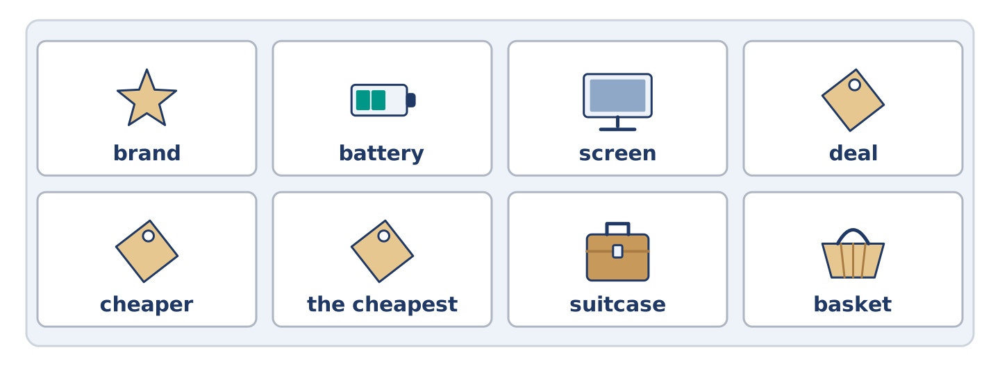 brand
battery
screen
deal
cheaper
the cheapest
suitcase
basket